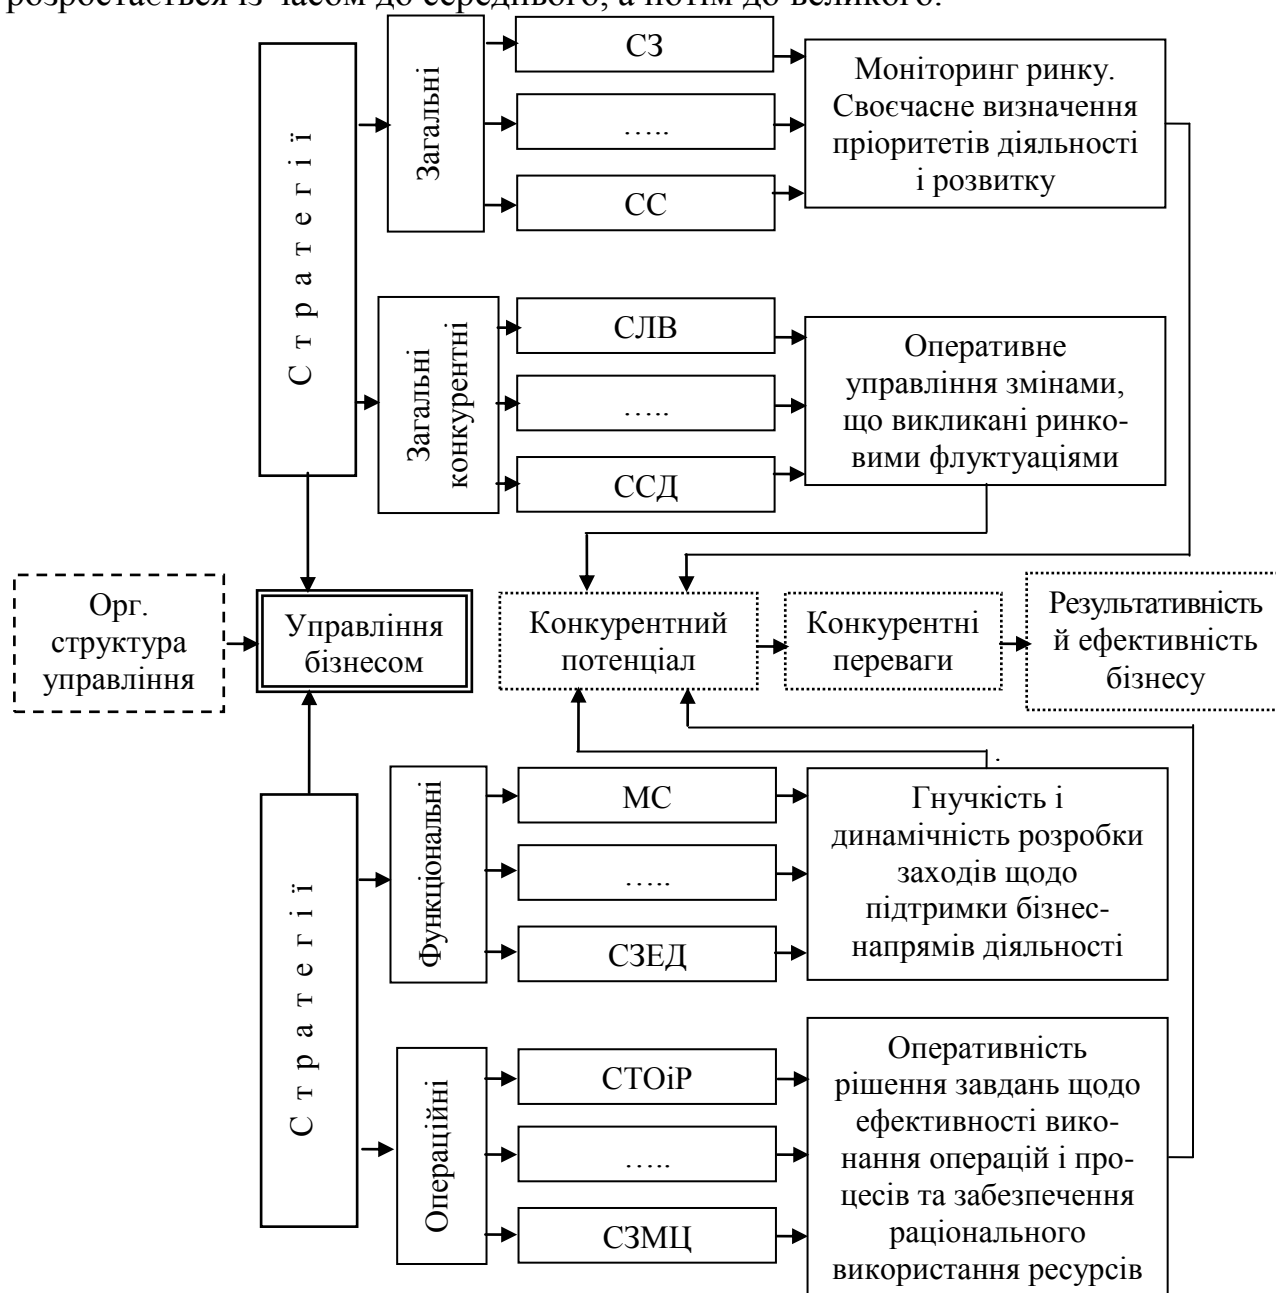 розростається із часом до середнього, а потім до великого.
Стратегії
Загальні
СЗ
…..
СС
Моніторинг ринку.
Своєчасне визначення
пріоритетів діяльності
і розвитку
Загальні
конкурентні
СЛВ
…..
ССД
Оперативне
управління змінами,
що викликані ринко-
вими флуктуаціями
Орг.
структура
управління
Управління
бізнесом
Конкурентний
потенціал
Конкурентні
переваги
Результативність
й ефективність
бізнесу
Стратегії
Функціональні
МС
…..
СЗЕД
Гнучкість і
динамічність розробки
заходів щодо
підтримки бізнес-
напрямів діяльності
Операційні
СТОіР
…..
СЗМЦ
Оперативність
рішення завдань щодо
ефективності вико-
нання операцій і про-
цесів та забезпечення
раціонального
використання ресурсів